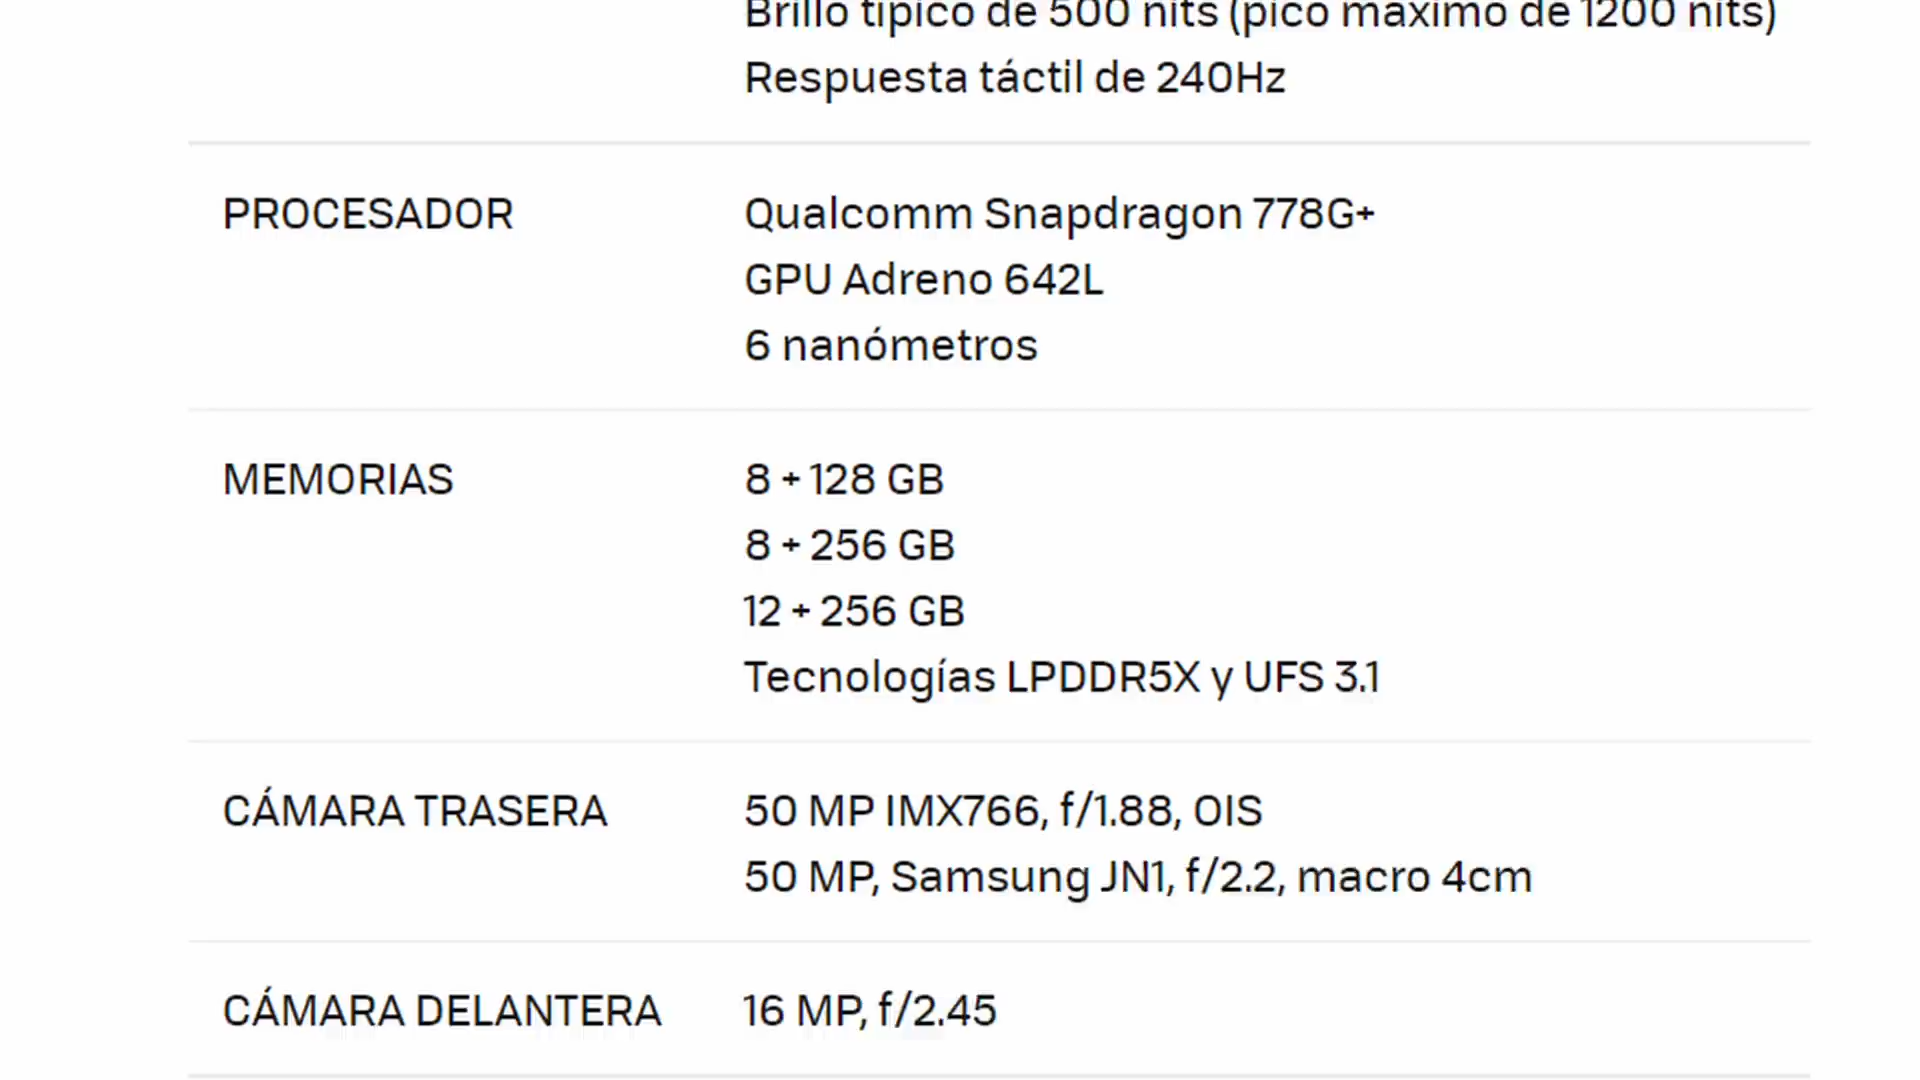 Brillo típico de 500 nits (pico máximo de 1200 nits)
Respuesta táctil de 240Hz
PROCESADOR
Qualcomm Snapdragon 778G+
GPU Adreno 642L
6 nanómetros
MEMORIAS
8 + 128 GB
8 + 256 GB
12 + 256 GB
Tecnologías LPDDR5X y UFS 3.1
CÁMARA TRASERA
50 MP IMX766, f/1.88, OIS
50 MP, Samsung JN1, f/2.2, macro 4cm
CÁMARA DELANTERA
16 MP, f/2.45